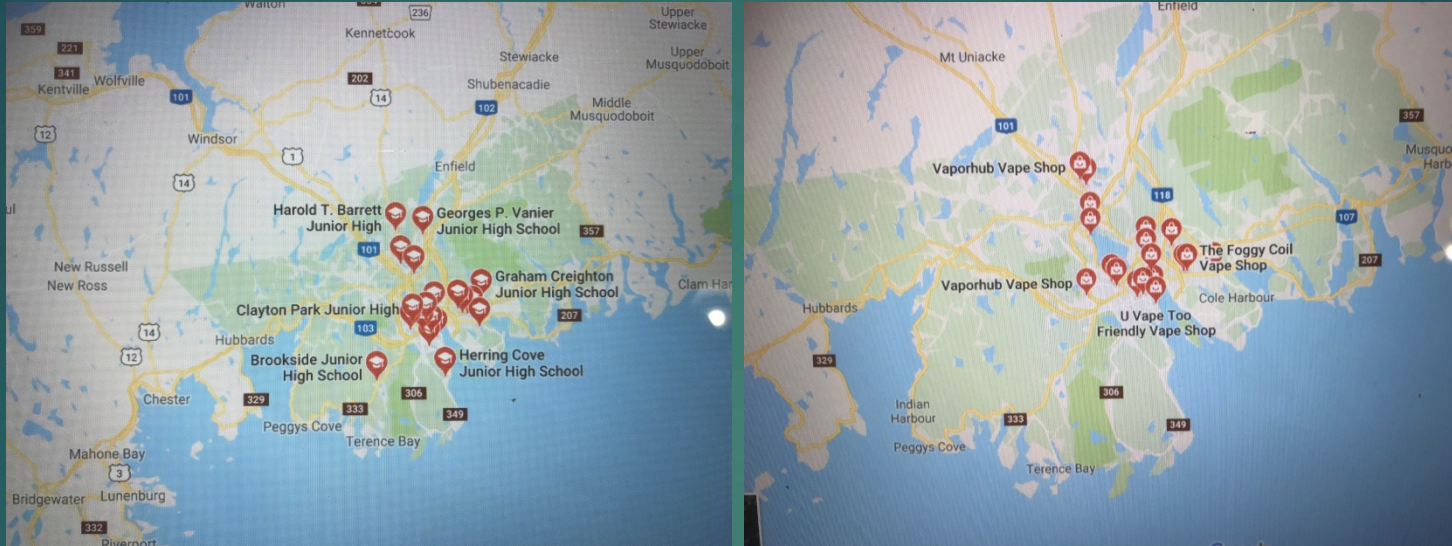 Walton
236
359
Kennetcook
Upper
Stewiacke
221
Stewiacke
202
Upper
Musquodoboit
341
Wolfville
Kentville
14
Shubenacadie
101
102
Middle
Musquodoboit
12
Windsor
1
Enfield
14
Harold T. Barrett
Junior High
Georges P. Vanier
Junior High School
101
357
New Russell
New Ross
Graham Creighton
Junior High School
Clam Har
Clayton Park Junior High
207
14
103
Hubbards
12
Brookside Junior
High School
Herring Cove
Junior High School
306
Chester
329
333
349
Peggys Cove
Terence Bay
Mahone Bay
3
Bridgewater
Lunenburg
332
Riverport
Enfield
Mt Uniacke
101
357
Musquo
Harb
Vaporhub Vape Shop
118
107
The Foggy Coil
Vape Shop
207
Vaporhub Vape Shop
Cole Harbour
Hubbards
U Vape Too
Friendly Vape Shop
329
306
Indian
Harbour
333
349
Peggys Cove
Terence Bay